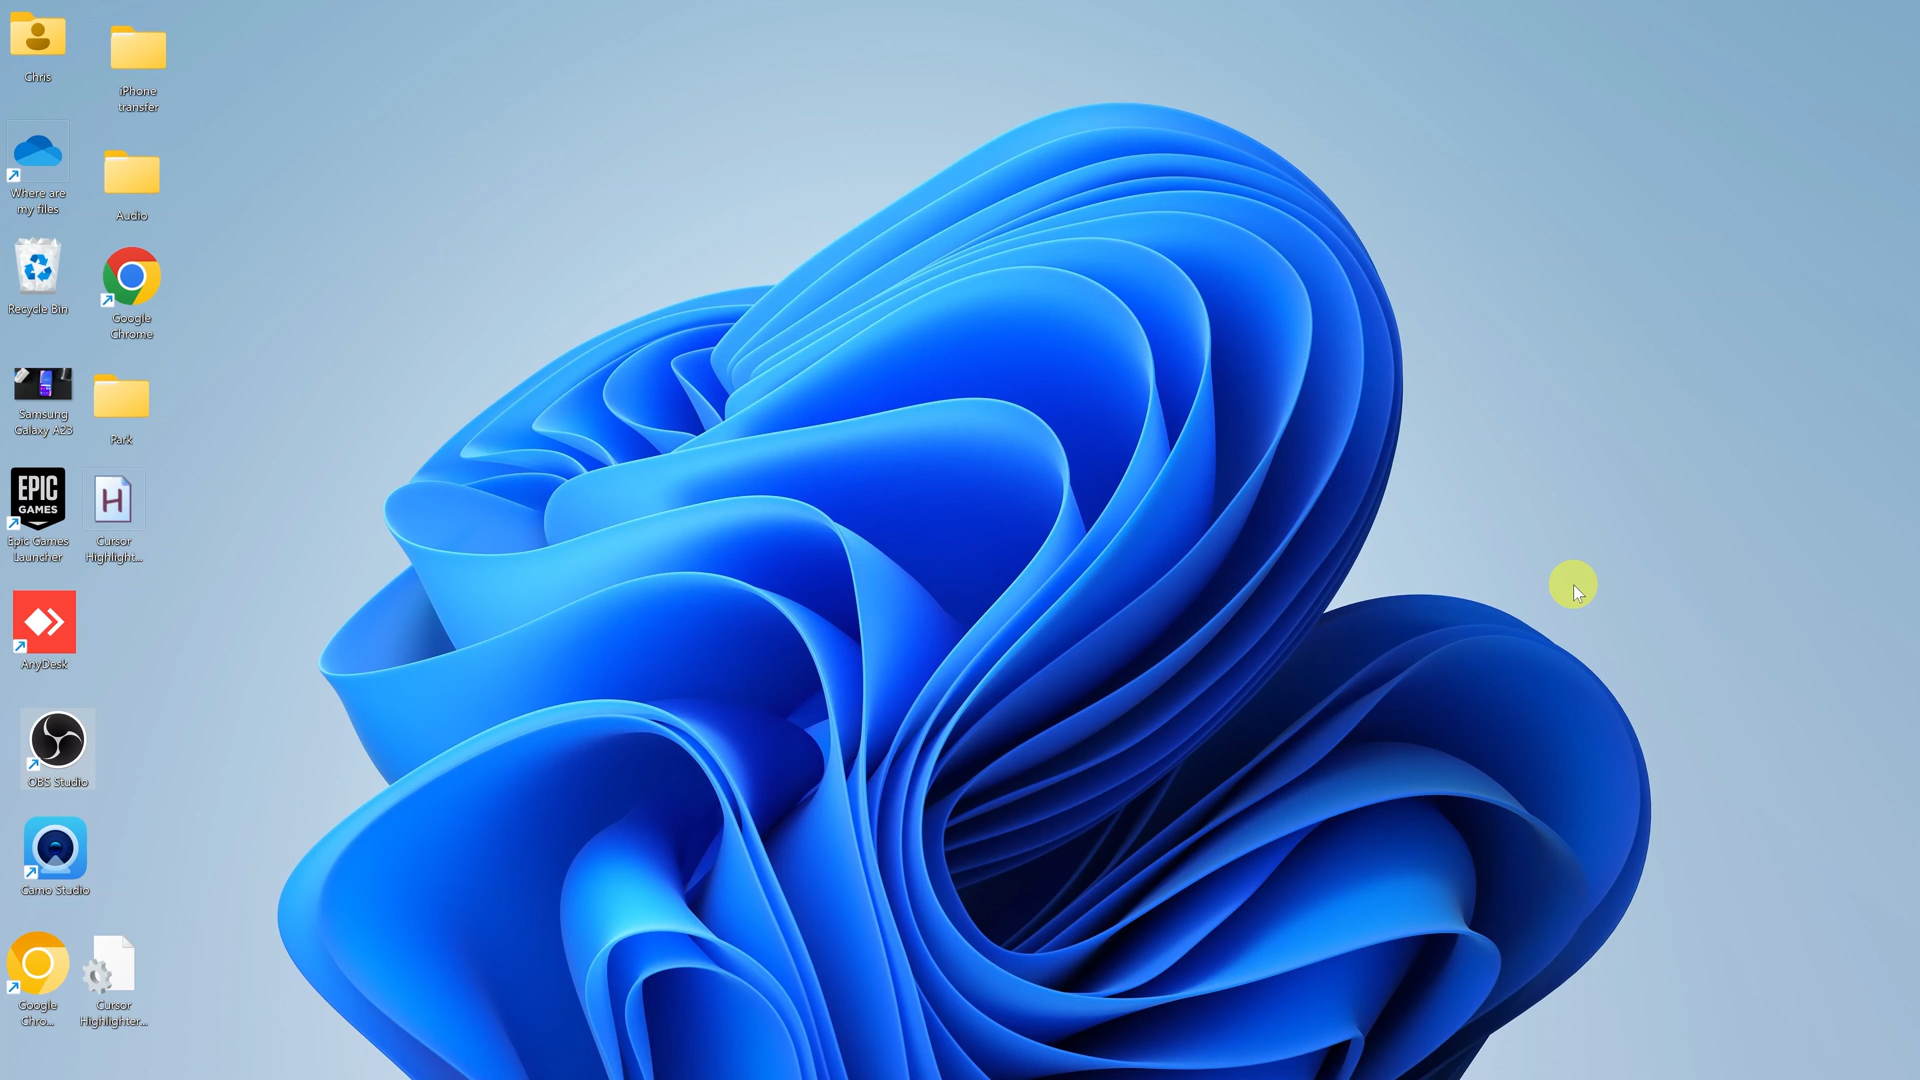 Chris
iPhone
transfer
Where are
my files
Audio
Recycle Bin
Google
Chrome
Samsung
Galaxy A23
Park
EPIC
GAMES
Epic Games
Launcher
H
Cursor
Highlight...
AnyDesk
OBS Studio
Camo Studio
Google
Chro...
Cursor
Highlighter...